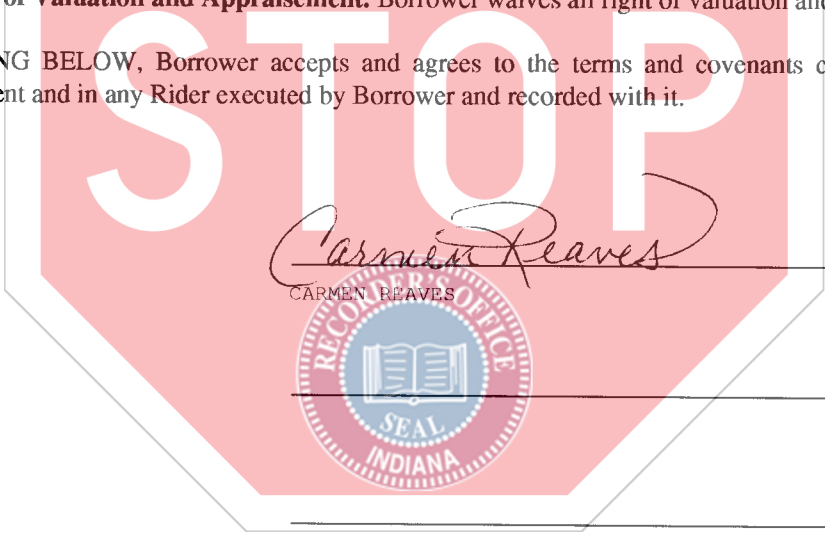 of Valuation and Appraisement. Borrower waives all right of valuation and
NG BELOW, Borrower accepts and agrees to the terms and covenants c
ent and in any Rider executed by Borrower and recorded with it.
STOP
Carmen Reaves
CARMEN REAVES
RECORDER'S OFFICE
SEAL
INDIANA